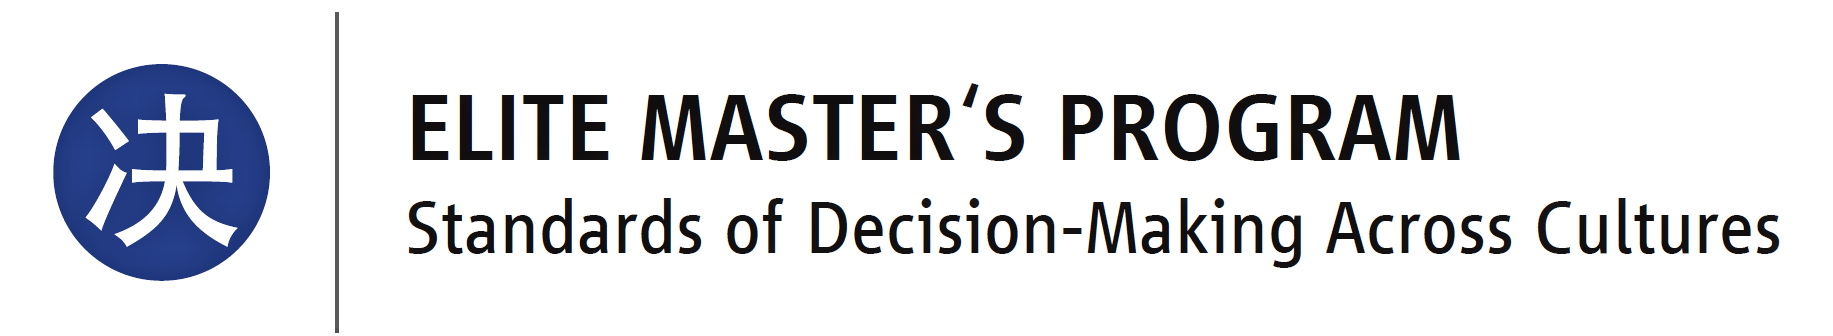 决
ELITE MASTER‘S PROGRAM
Standards of Decision-Making Across Cultures